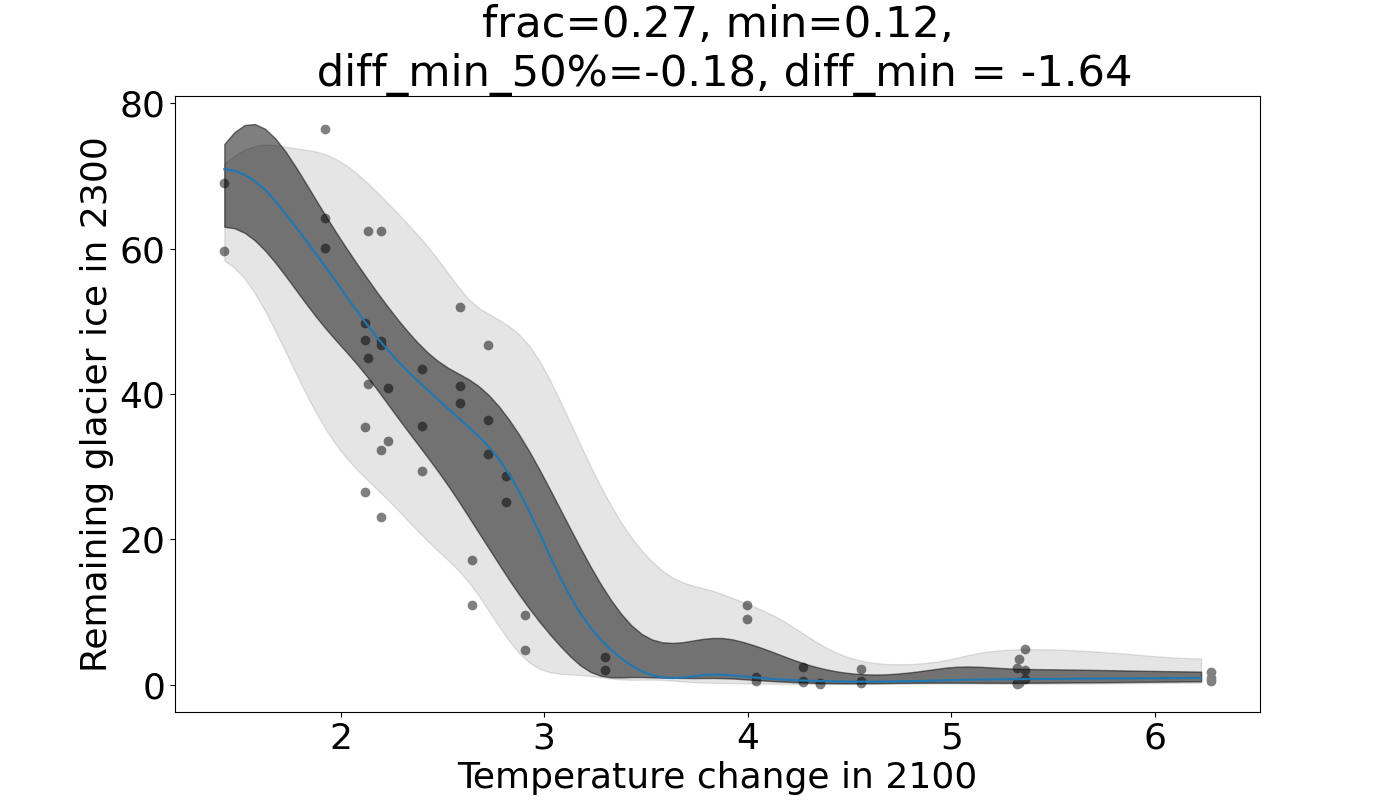 frac=0.27, min=0.12,
diff_min_50%=-0.18, diff_min = -1.64
80
60
40
20
0
Remaining glacier ice in 2300
2 3 4 5 6
Temperature change in 2100